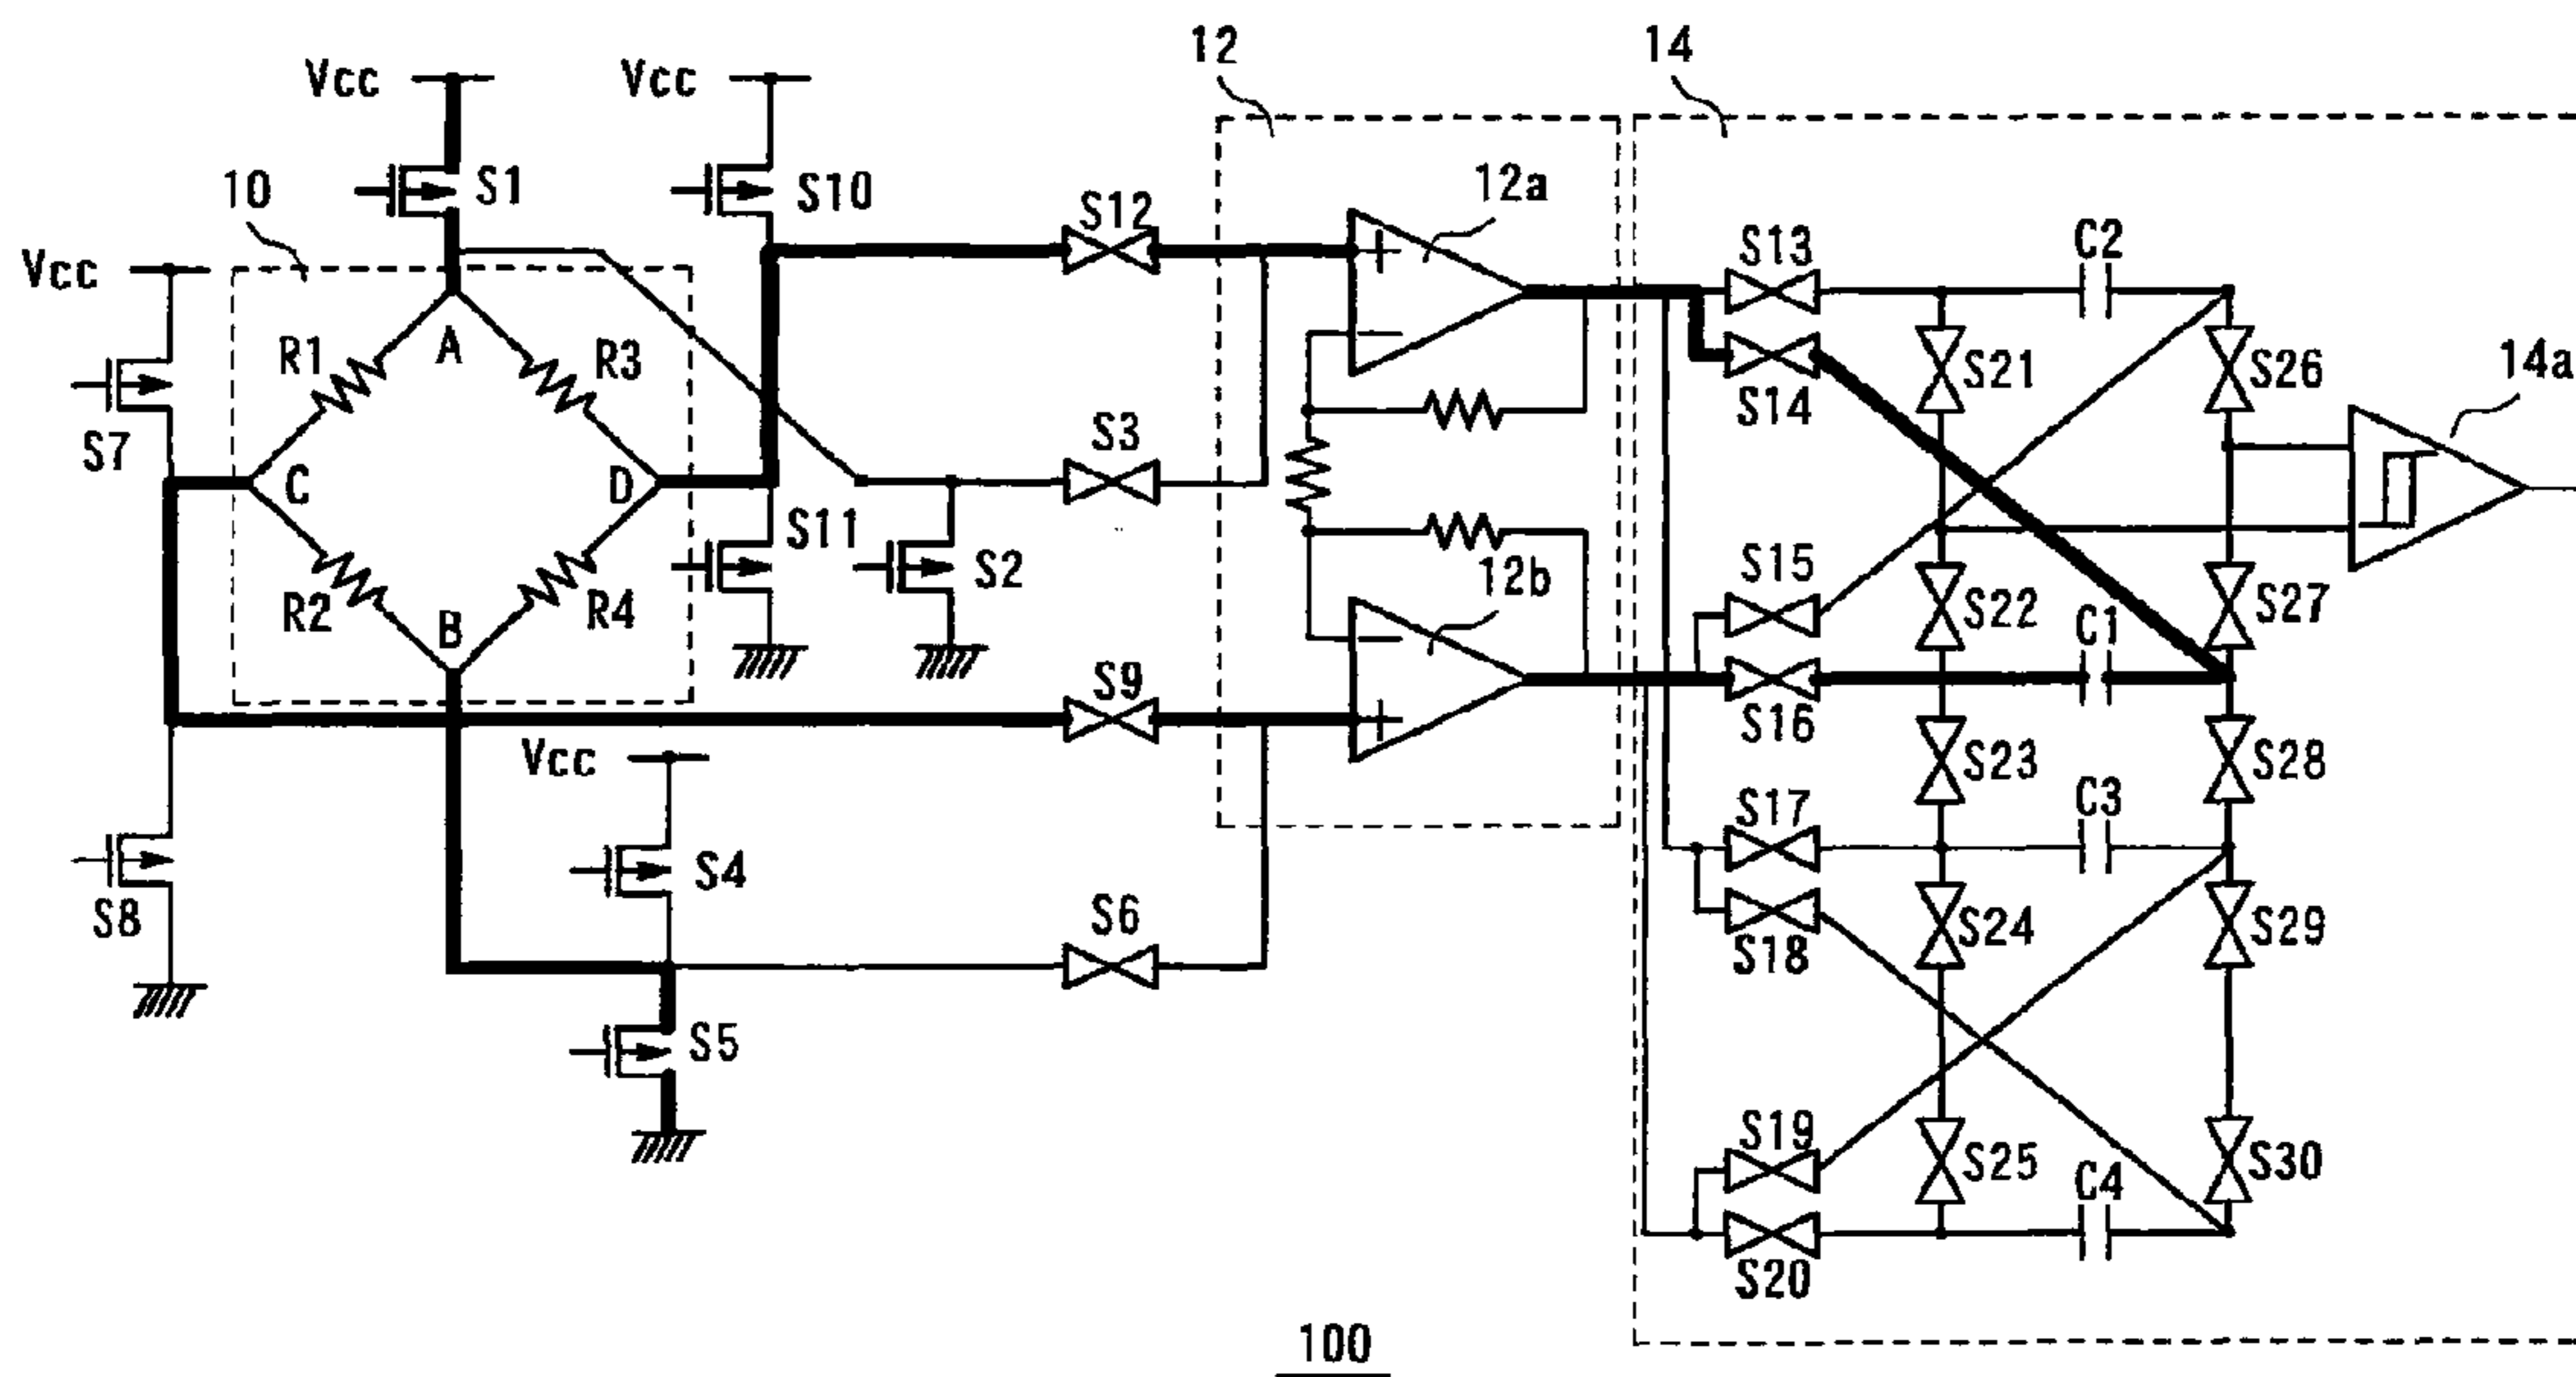 12
14
Vcc
Vcc
12a
10
S1
S10
S12
S13
C2
Vcc
R1
A
R3
S14
S21
S26
14a
S7
C
D
S3
S11
S2
12b
S15
S22
C1
S27
R2
B
R4
S9
S16
Vcc
S23
S28
S17
C3
S8
S4
S6
S18
S24
S29
S5
S19
S25
C4
S30
S20
100